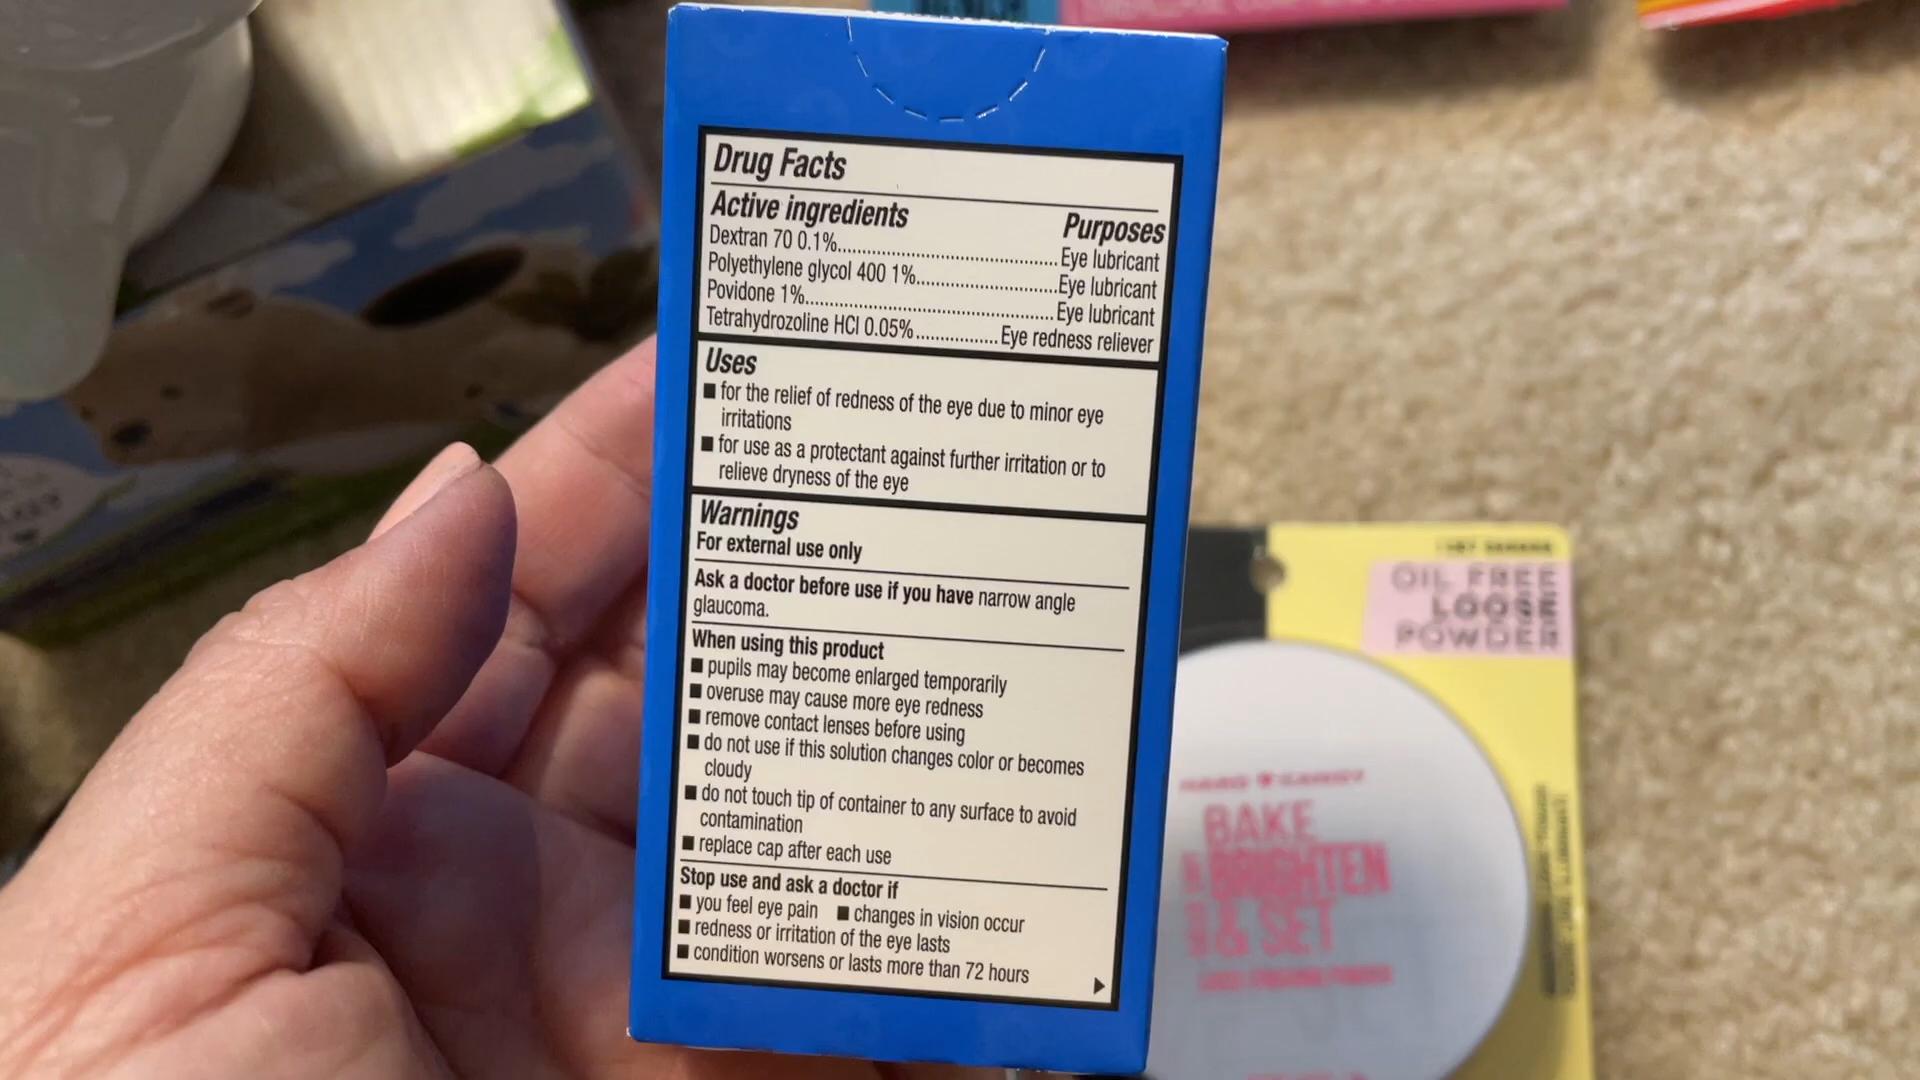 Drug Facts
Active ingredients Purposes
Dextran 70 0.1%.......................................Eye lubricant
Polyethylene glycol 400 1%.........................Eye lubricant
Povidone 1%............................................Eye lubricant
Tetrahydrozoline HCl 0.05%...............Eye redness reliever
Uses
■ for the relief of redness of the eye due to minor eye
irritations
■ for use as a protectant against further irritation or to
relieve dryness of the eye
Warnings
For external use only
Ask a doctor before use if you have narrow angle
glaucoma.
When using this product
■ pupils may become enlarged temporarily
■ overuse may cause more eye redness
■ remove contact lenses before using
■ do not use if this solution changes color or becomes
cloudy
■ do not touch tip of container to any surface to avoid
contamination
■ replace cap after each use
Stop use and ask a doctor if
■ you feel eye pain ■ changes in vision occur
■ redness or irritation of the eye lasts
■ condition worsens or lasts more than 72 hours
OIL FREE
LOOSE
POWDER
HARD CANDY
BAKE
BRIGHTEN
& SET